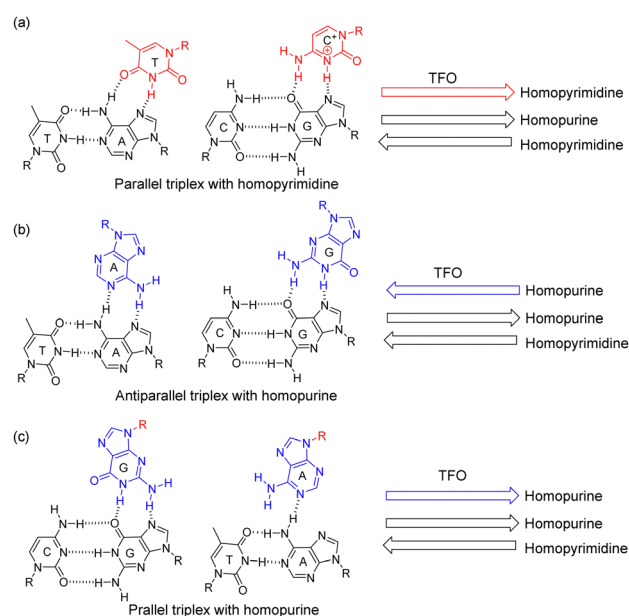 (a)
R
N
T
O
N
O
H
H
O
H
N
N
N
T
N
H
N
A
N
N
O
R
R
C+
N
R
N
N
O
H
H
H
H
N
H
O
N
N
C
N
H
N
G
N
N
O
H
N
R
R
H
TFO
Homopyrimidine
Homopurine
Homopyrimidine
Parallel triplex with homopyrimidine
(b)
R
N
N
A
N
N
N
H
H
H
O
H
N
N
T
N
H
N
A
N
N
R
O
R
R
N
N
N
G
H
N
N
O
H
H
H
N
H
O
N
C
N
H
N
G
N
N
O
H
N
R
R
H
TFO
Homopurine
Homopurine
Homopyrimidine
Antiparallel triplex with homopurine
(c)
R
N
N
G
N
O
N
N
H
H
H
H
N
H
O
N
C
N
H
N
G
N
N
O
H
N
R
R
H
R
N
N
A
N
H
N
N
H
H
O
H
N
N
T
N
H
N
A
N
N
O
R
R
TFO
Homopurine
Homopurine
Homopyrimidine
Prallel triplex with homopurine